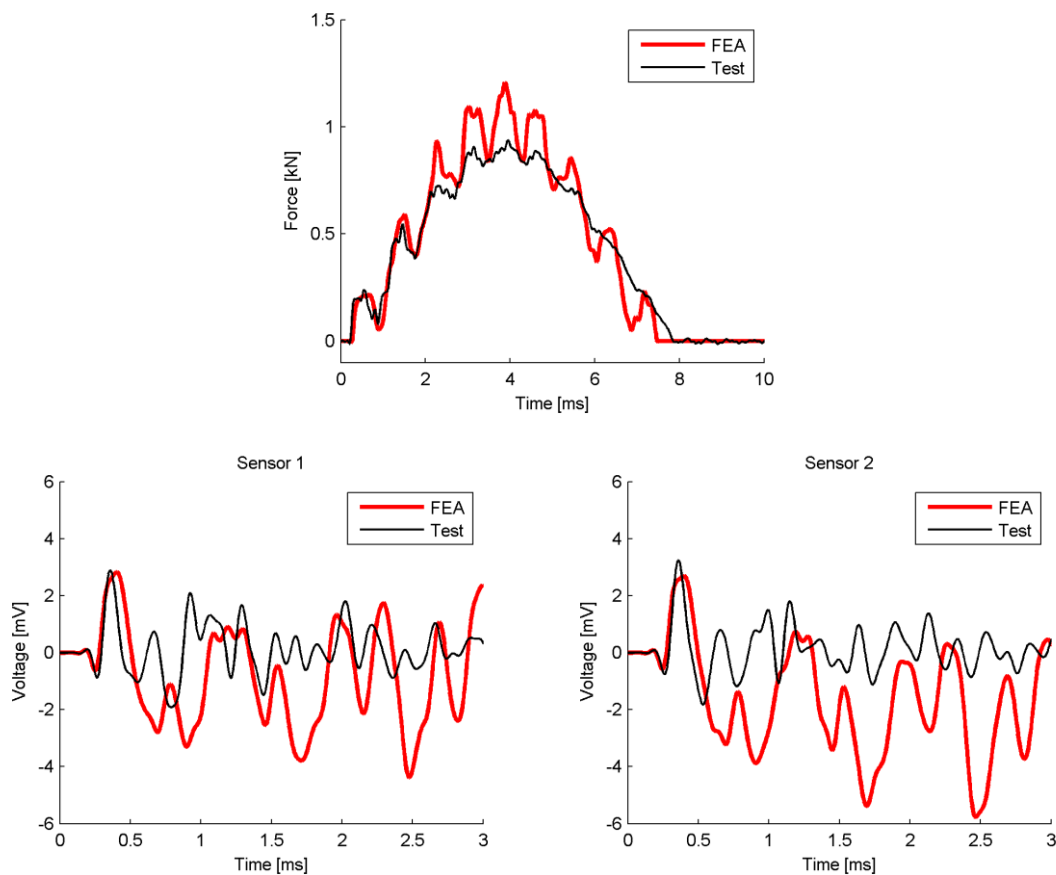 1.5
1
0.5
0
Force [kN]
FEA
Test
0 2 4 6 8 10
Time [ms]
Sensor 1
6
4
2
0
-2
-4
-6
Voltage [mV]
FEA
Test
0 0.5 1 1.5 2 2.5 3
Time [ms]
Sensor 2
6
4
2
0
-2
-4
-6
Voltage [mV]
FEA
Test
0 0.5 1 1.5 2 2.5 3
Time [ms]